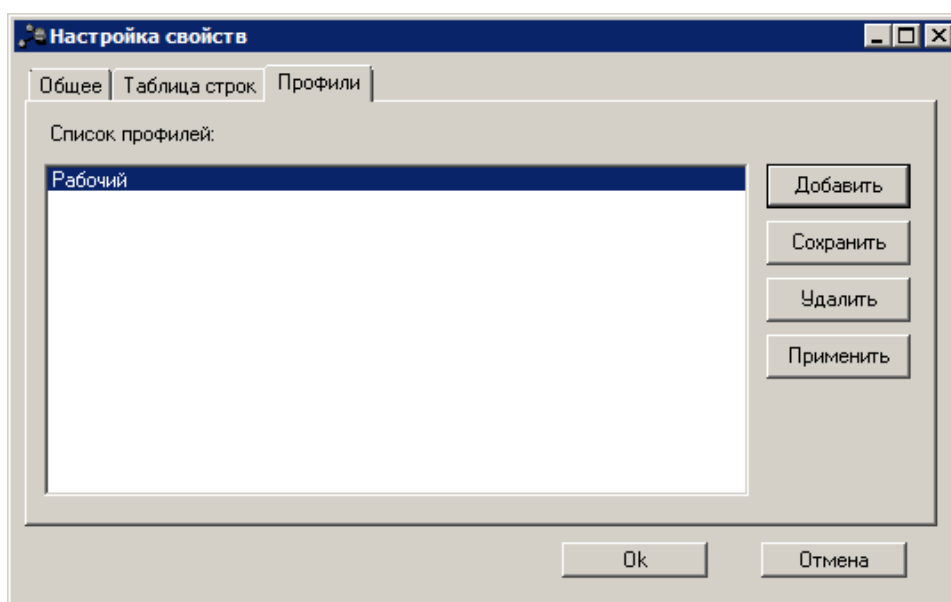 Настройка свойств
Общее Таблица строк Профили
Список профилей:
Рабочий
Добавить
Сохранить
Удалить
Применить
Ok Отмена